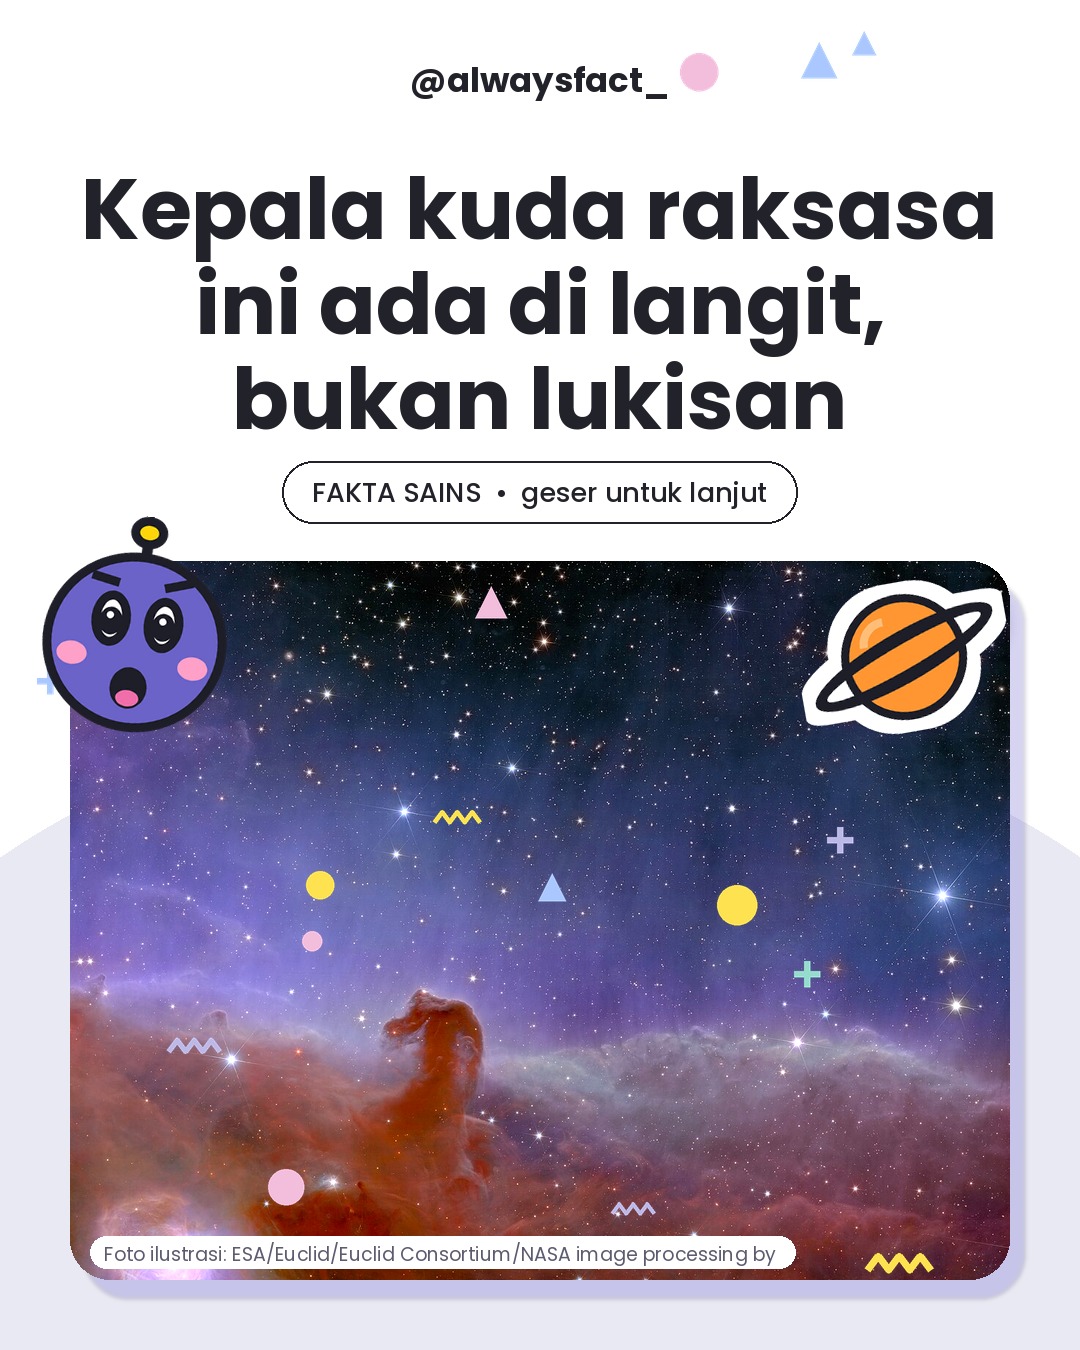 @alwaysfact_
Kepala kuda raksasa
ini ada di langit,
bukan lukisan
FAKTA SAINS • geser untuk lanjut
Foto ilustrasi: ESA/Euclid/Euclid Consortium/NASA image processing by